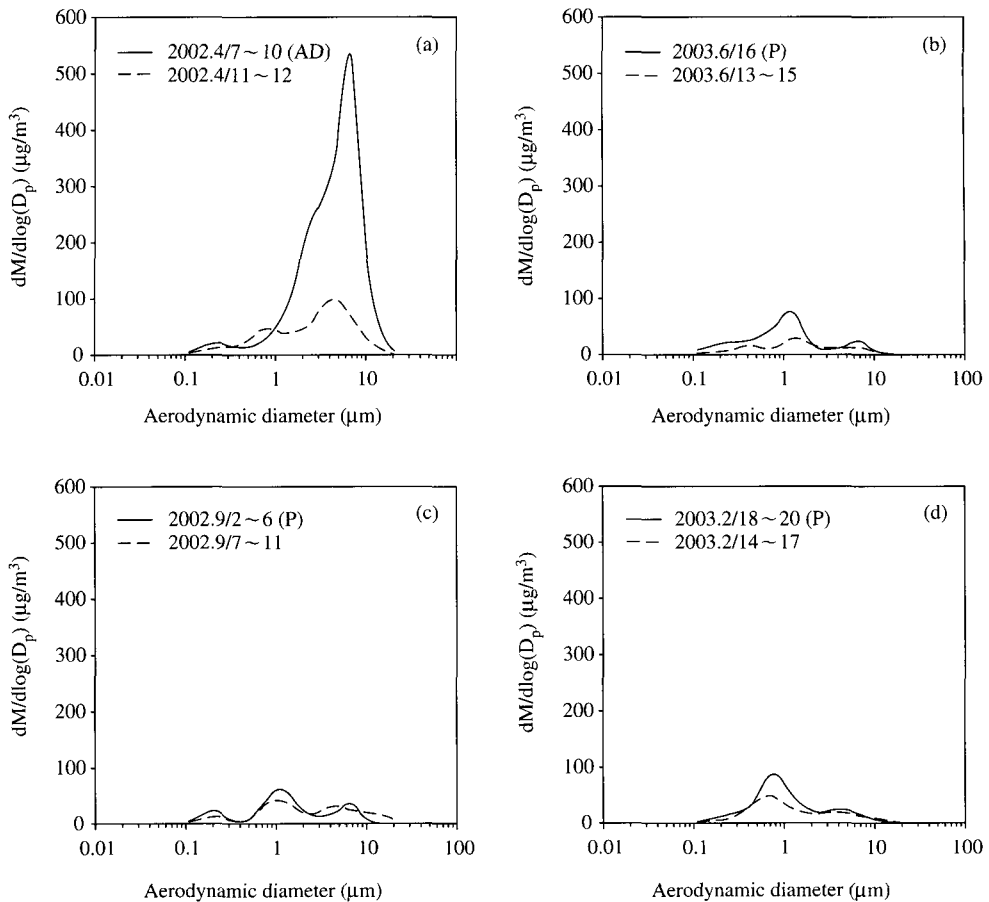 600
500
400
300
200
100
0
dM/dlog(Dp) (μg/m³)
2002.4/7 ~ 10 (AD)
2002.4/11 ~ 12
(a)
0.01 0.1 1 10 100
Aerodynamic diameter (μm)
600
500
400
300
200
100
0
dM/dlog(Dp) (μg/m³)
2003.6/16 (P)
2003.6/13 ~ 15
(b)
0.01 0.1 1 10 100
Aerodynamic diameter (μm)
600
500
400
300
200
100
0
dM/dlog(Dp) (μg/m³)
2002.9/2 ~ 6 (P)
2002.9/7 ~ 11
(c)
0.01 0.1 1 10 100
Aerodynamic diameter (μm)
600
500
400
300
200
100
0
dM/dlog(Dp) (μg/m³)
2003.2/18 ~ 20 (P)
2003.2/14 ~ 17
(d)
0.01 0.1 1 10 100
Aerodynamic diameter (μm)